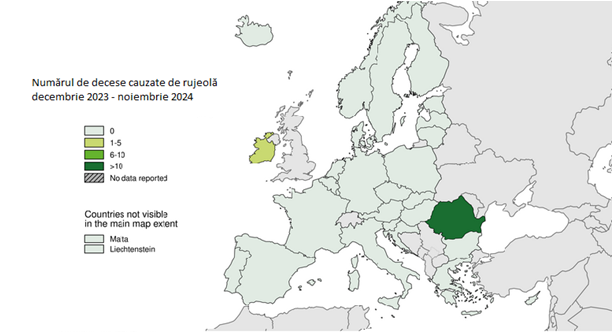 Numărul de decese cauzate de rujeolă
decembrie 2023 - noiembrie 2024
0
1-5
6-10
>10
No data reported
Countries not visible
in the main map extent
Malta
Liechtenstein